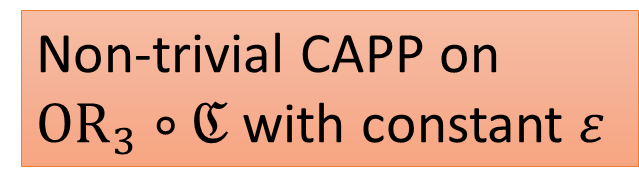 Non-trivial CAPP on
OR₃ ∘ ℭ with constant ε